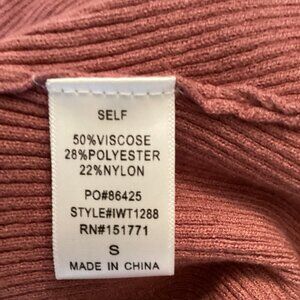 SELF
50%VISCOSE
28%POLYESTER
22%NYLON
PO#86425
STYLE#IWT1288
RN#151771
S
MADE IN CHINA